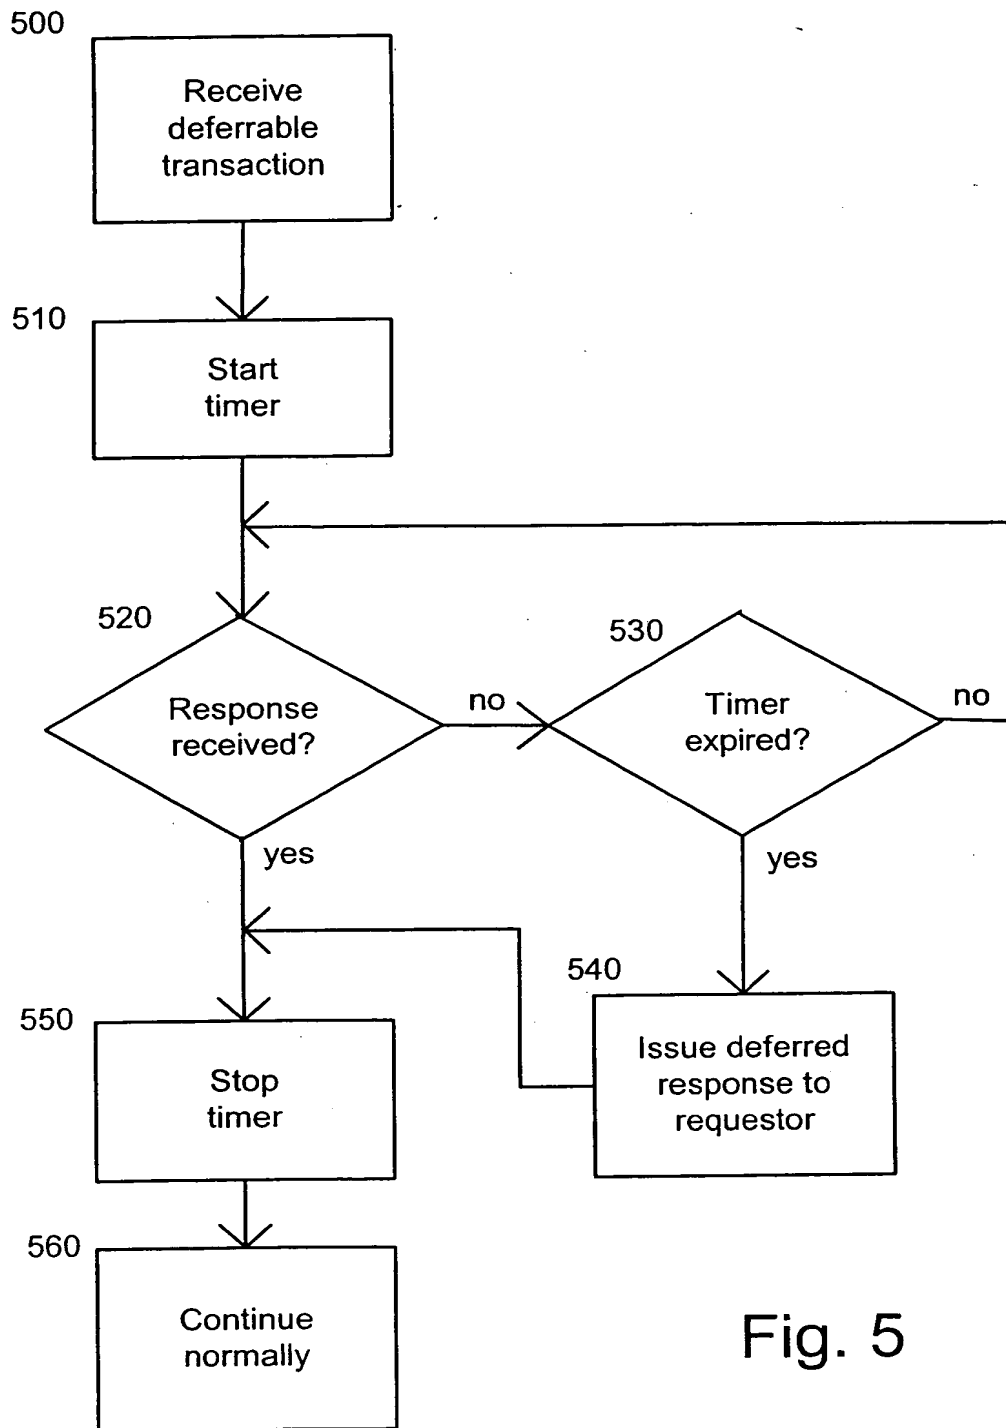 500
Receive
deferrable
transaction
510
Start
timer
520
Response
received?
no
530
Timer
expired?
no
yes
yes
540
Issue deferred
response to
requestor
550
Stop
timer
560
Continue
normally
Fig. 5